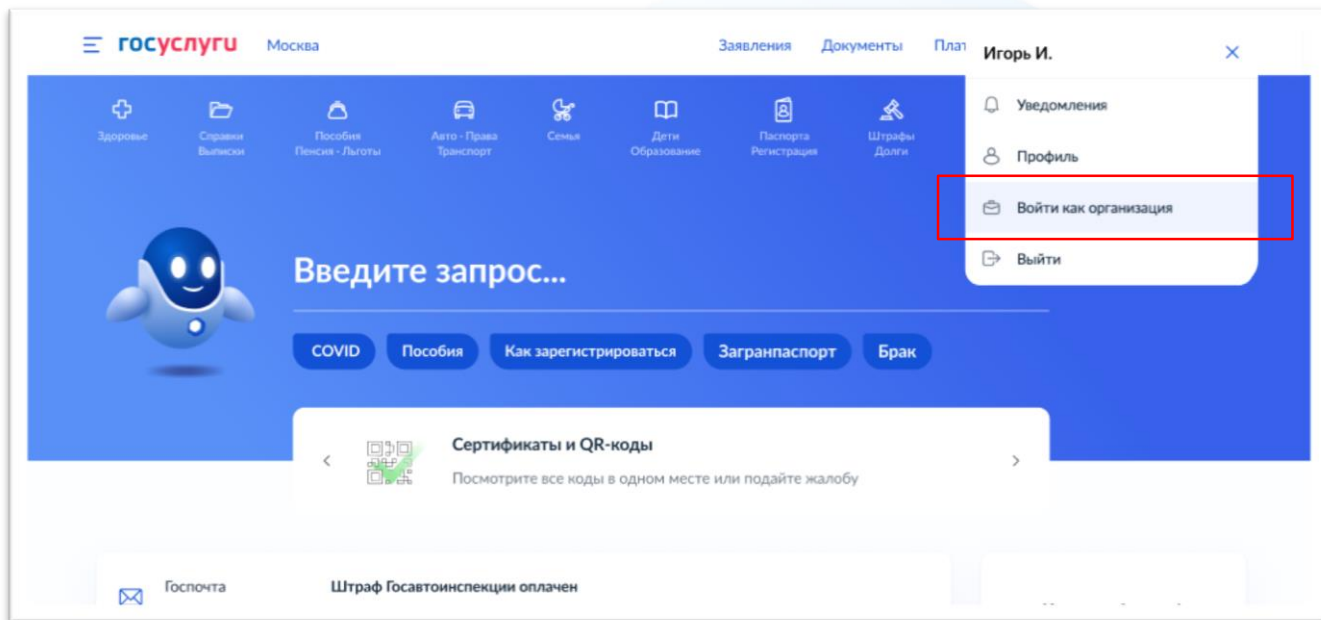 госуслуги Москва Заявления Документы Плат Игорь И.
Уведомления
Профиль
Войти как организация
Выйти
Здоровье
Справки
Выписки
Пособия
Пенсия - Льготы
Авто - Права
Транспорт
Семья
Дети
Образование
Паспорта
Регистрация
Штрафы
Долги
Введите запрос...
COVID Пособия Как зарегистрироваться Загранпаспорт Брак
Сертификаты и QR-коды
Посмотрите все коды в одном месте или подайте жалобу
Госпочта Штраф Госавтоинспекции оплачен